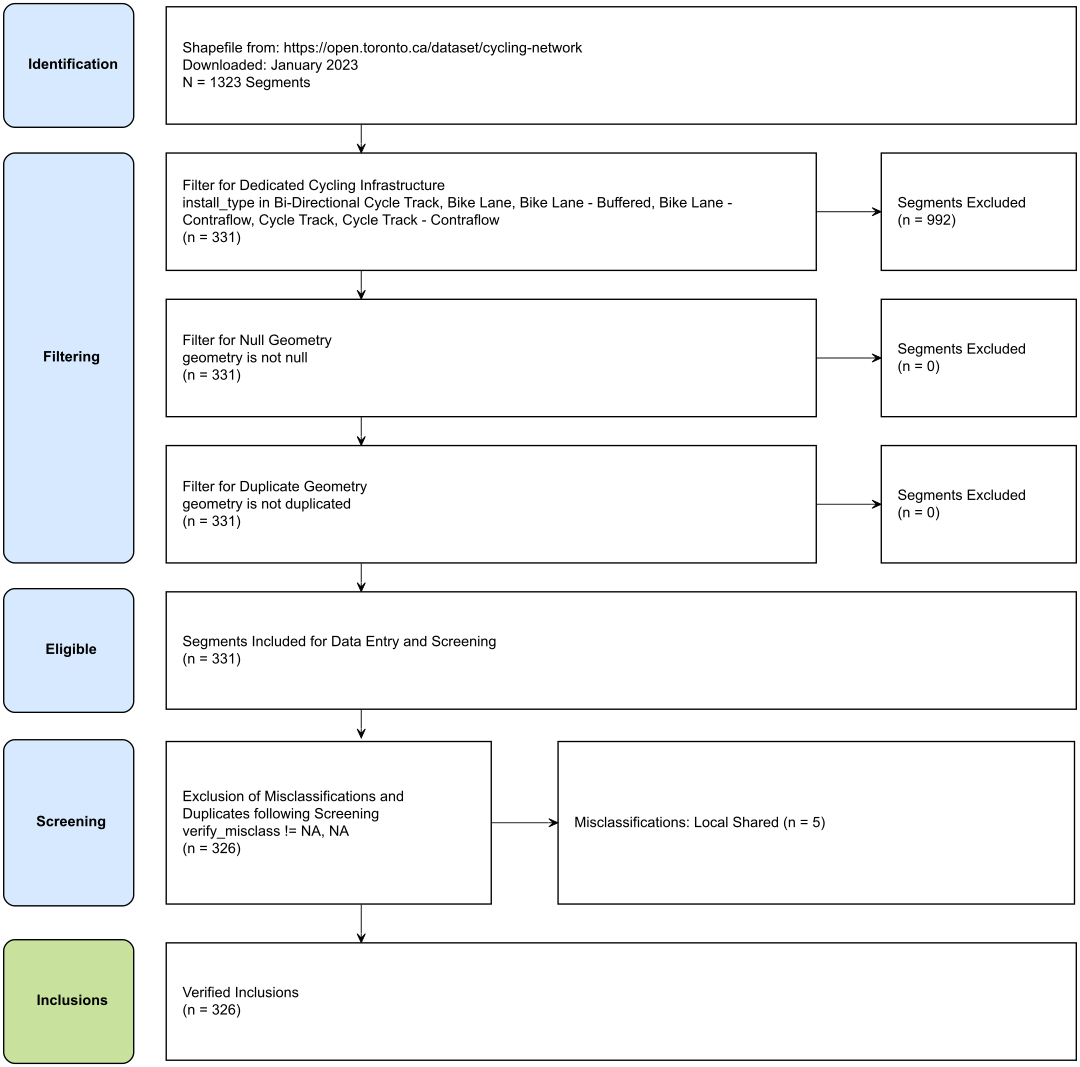 Identification
Shapefile from: https://open.toronto.ca/dataset/cycling-network
Downloaded: January 2023
N = 1323 Segments
Filtering
Filter for Dedicated Cycling Infrastructure
install_type in Bi-Directional Cycle Track, Bike Lane, Bike Lane - Buffered, Bike Lane -
Contraflow, Cycle Track, Cycle Track - Contraflow
(n = 331)
Segments Excluded
(n = 992)
Filter for Null Geometry
geometry is not null
(n = 331)
Segments Excluded
(n = 0)
Filter for Duplicate Geometry
geometry is not duplicated
(n = 331)
Segments Excluded
(n = 0)
Eligible
Segments Included for Data Entry and Screening
(n = 331)
Screening
Exclusion of Misclassifications and
Duplicates following Screening
verify_misclass != NA, NA
(n = 326)
Misclassifications: Local Shared (n = 5)
Inclusions
Verified Inclusions
(n = 326)